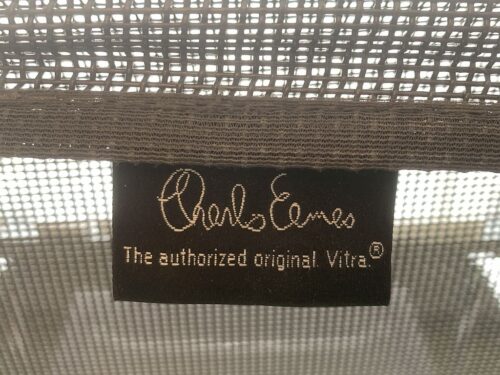 Charles Eames
The authorized original. Vitra.®